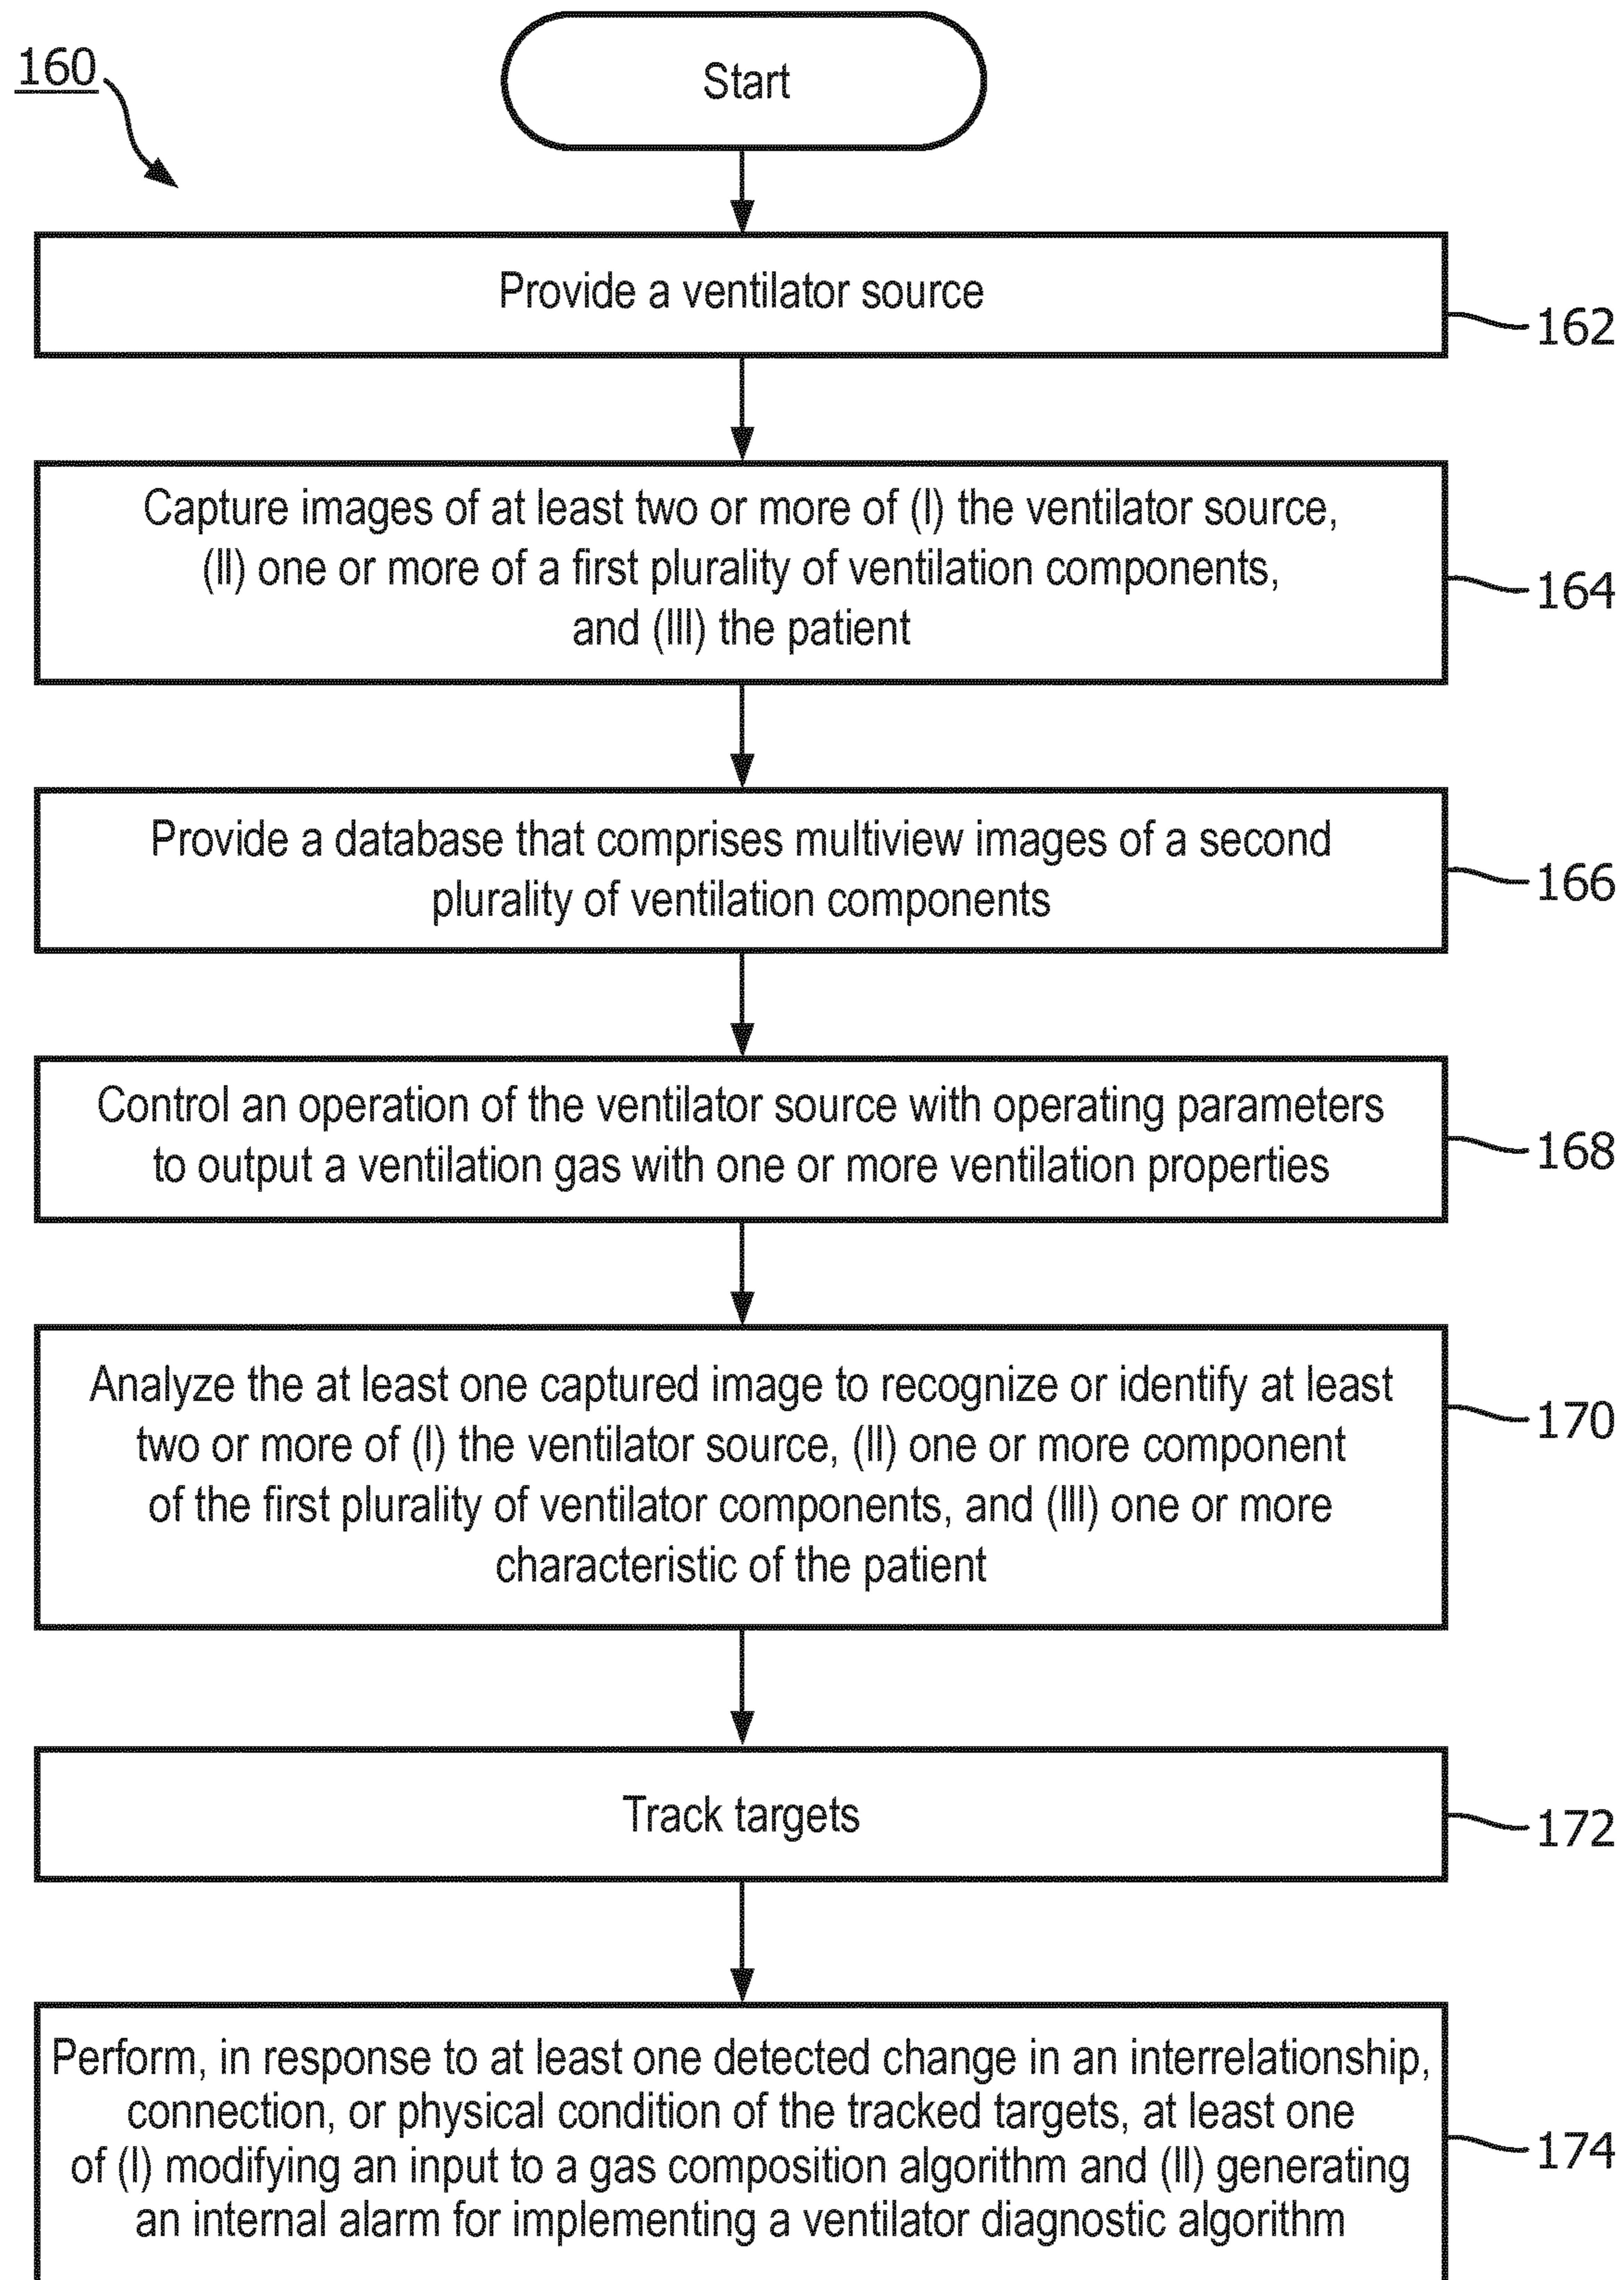 160
Start
Provide a ventilator source
162
Capture images of at least two or more of (I) the ventilator source,
(II) one or more of a first plurality of ventilation components,
and (III) the patient
164
Provide a database that comprises multiview images of a second
plurality of ventilation components
166
Control an operation of the ventilator source with operating parameters
to output a ventilation gas with one or more ventilation properties
168
Analyze the at least one captured image to recognize or identify at least
two or more of (I) the ventilator source, (II) one or more component
of the first plurality of ventilator components, and (III) one or more
characteristic of the patient
170
Track targets
172
Perform, in response to at least one detected change in an interrelationship,
connection, or physical condition of the tracked targets, at least one
of (I) modifying an input to a gas composition algorithm and (II) generating
an internal alarm for implementing a ventilator diagnostic algorithm
174